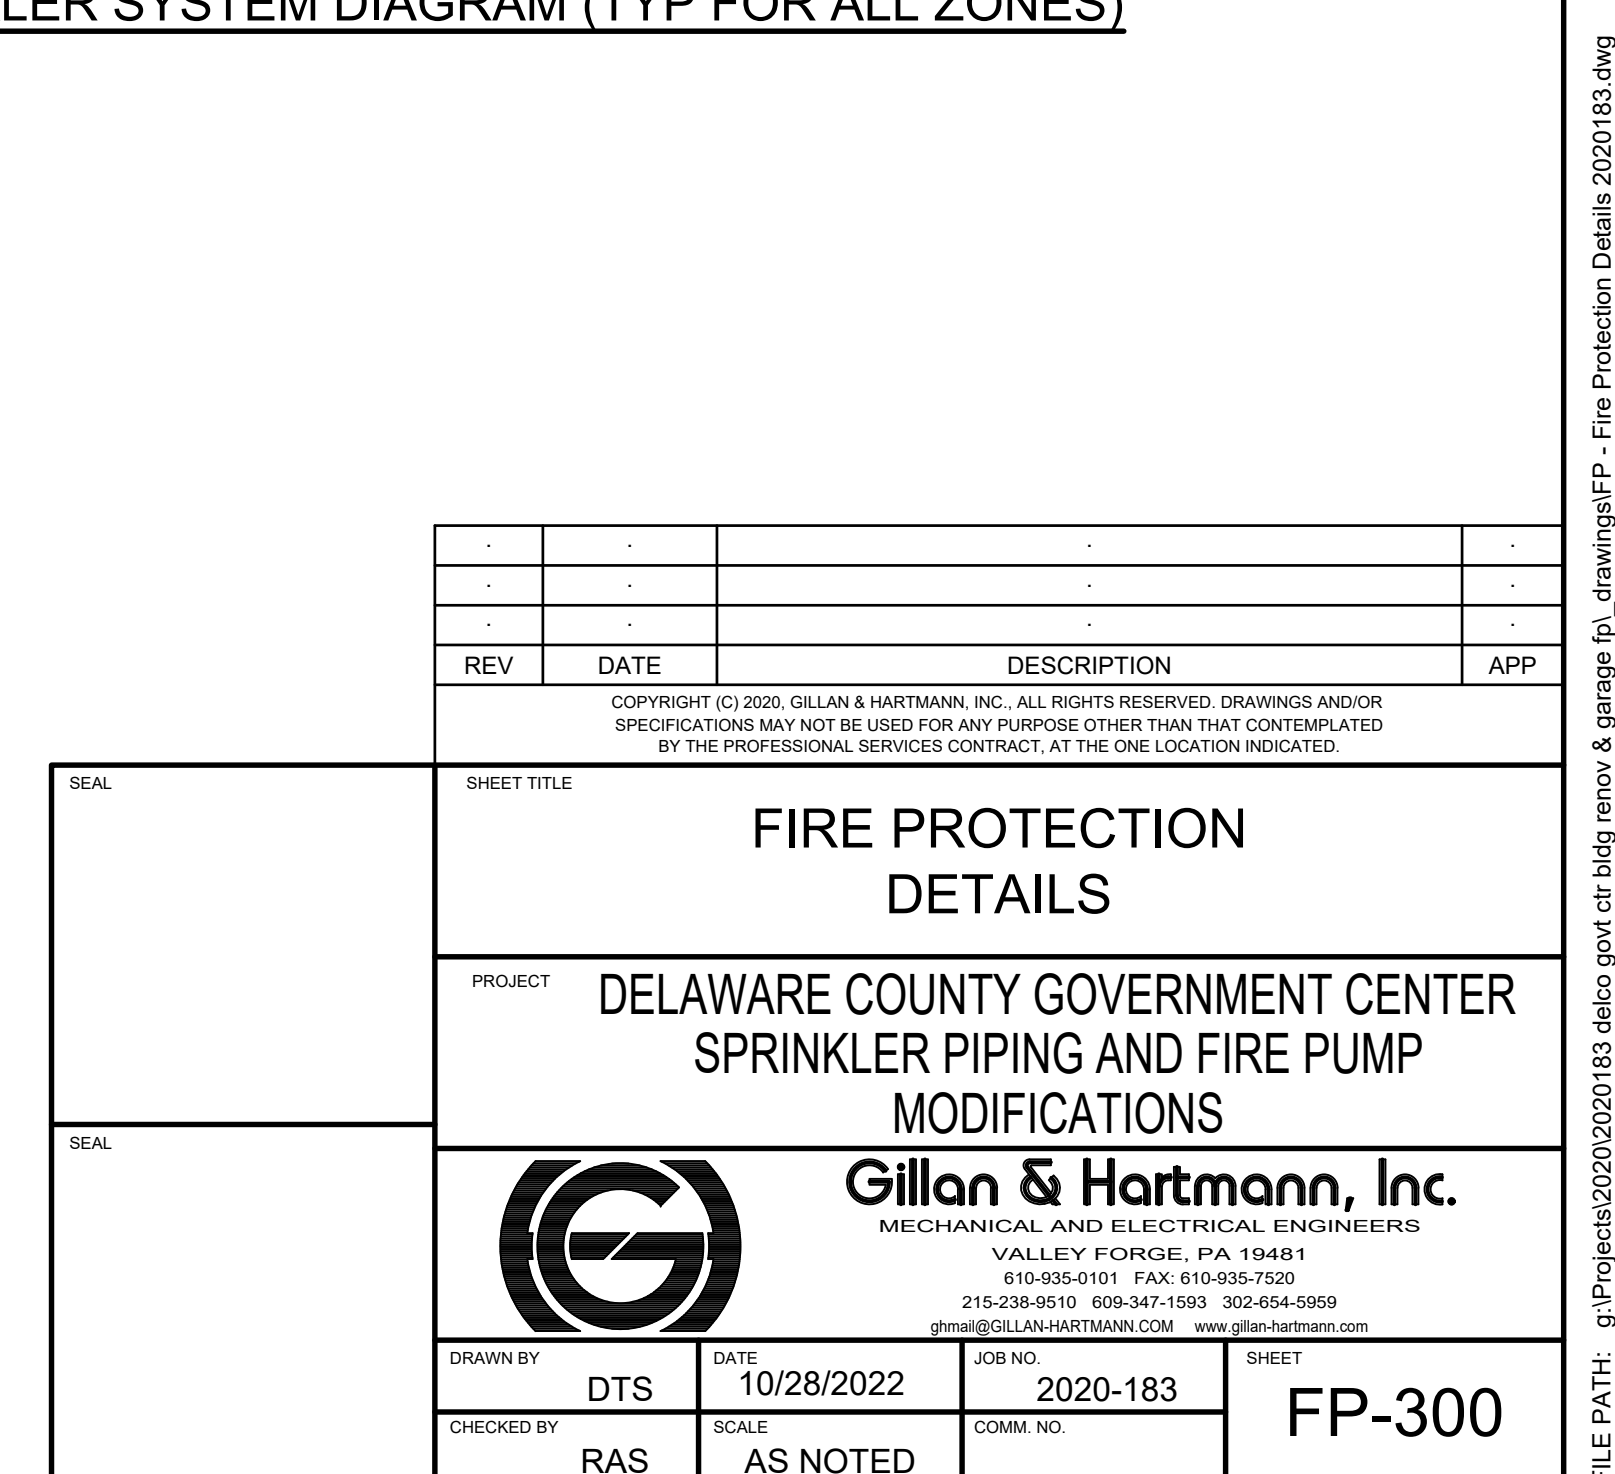 LER SYSTEM DIAGRAM (TYP FOR ALL ZONES)
. . . .
. . . .
. . . .
REV DATE DESCRIPTION APP
COPYRIGHT (C) 2020, GILLAN & HARTMANN, INC., ALL RIGHTS RESERVED. DRAWINGS AND/OR
SPECIFICATIONS MAY NOT BE USED FOR ANY PURPOSE OTHER THAN THAT CONTEMPLATED
BY THE PROFESSIONAL SERVICES CONTRACT, AT THE ONE LOCATION INDICATED.
SEAL
SHEET TITLE
FIRE PROTECTION
DETAILS
PROJECT
DELAWARE COUNTY GOVERNMENT CENTER
SPRINKLER PIPING AND FIRE PUMP
MODIFICATIONS
SEAL
Gillan & Hartmann, Inc.
MECHANICAL AND ELECTRICAL ENGINEERS
VALLEY FORGE, PA 19481
610-935-0101 FAX: 610-935-7520
215-238-9510 609-347-1593 302-654-5959
ghmail@GILLAN-HARTMANN.COM www.gillan-hartmann.com
DRAWN BY
DTS
DATE
10/28/2022
JOB NO.
2020-183
SHEET
FP-300
CHECKED BY
RAS
SCALE
AS NOTED
COMM. NO.
FILE PATH: g:\Projects\2020\2020183 delco govt ctr bldg renov & garage fp\_drawings\FP - Fire Protection Details 2020183.dwg